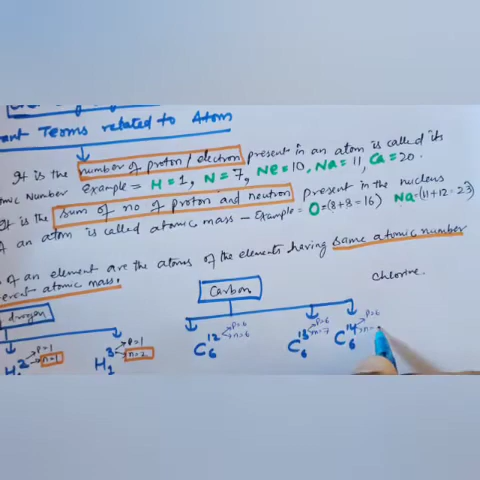 ant Terms related to Atom
It is the number of proton/electron present in an atom is called its
omic Number Example = H=1, N=7, Ne=10, Na=11, Ca=20.
It is the sum of no of proton and neutron present in the nucleus
f an atom is called atomic mass - Example = O=(8+8=16) Na=(11+12=23)
of an element are the atoms of the elements having same atomic number
erent atomic mass.
Chlorine.
Carbon
drogen
C 12 6 p=6 n=6
C 13 6 p=6 n=7
C 14 6 p=6 n=
H 2 1 p=1 n=1
H 3 1 p=1 n=2